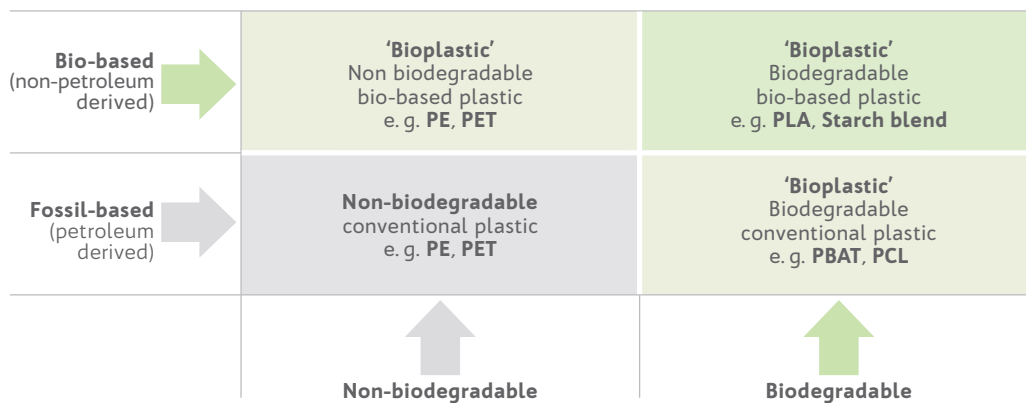 Bio-based
(non-petroleum
derived)
‘Bioplastic’
Non biodegradable
bio-based plastic
e. g. PE, PET
‘Bioplastic’
Biodegradable
bio-based plastic
e. g. PLA, Starch blend
Fossil-based
(petroleum
derived)
Non-biodegradable
conventional plastic
e. g. PE, PET
‘Bioplastic’
Biodegradable
conventional plastic
e. g. PBAT, PCL
Non-biodegradable
Biodegradable